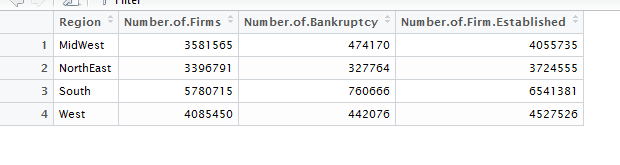 Filter
Region Number.of.Firms Number.of.Bankruptcy Number.of.Firm.Established
1 MidWest 3581565 474170 4055735
2 NorthEast 3396791 327764 3724555
3 South 5780715 760666 6541381
4 West 4085450 442076 4527526